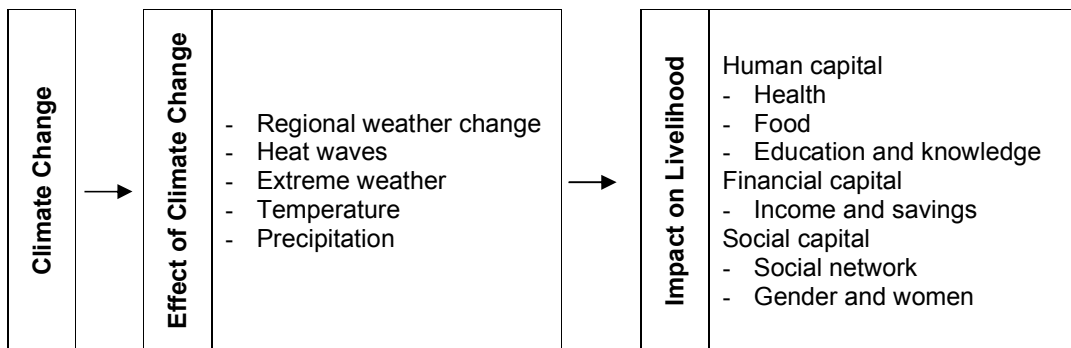 Climate Change
Effect of Climate Change
- Regional weather change
- Heat waves
- Extreme weather
- Temperature
- Precipitation
Impact on Livelihood
Human capital
- Health
- Food
- Education and knowledge
Financial capital
- Income and savings
Social capital
- Social network
- Gender and women